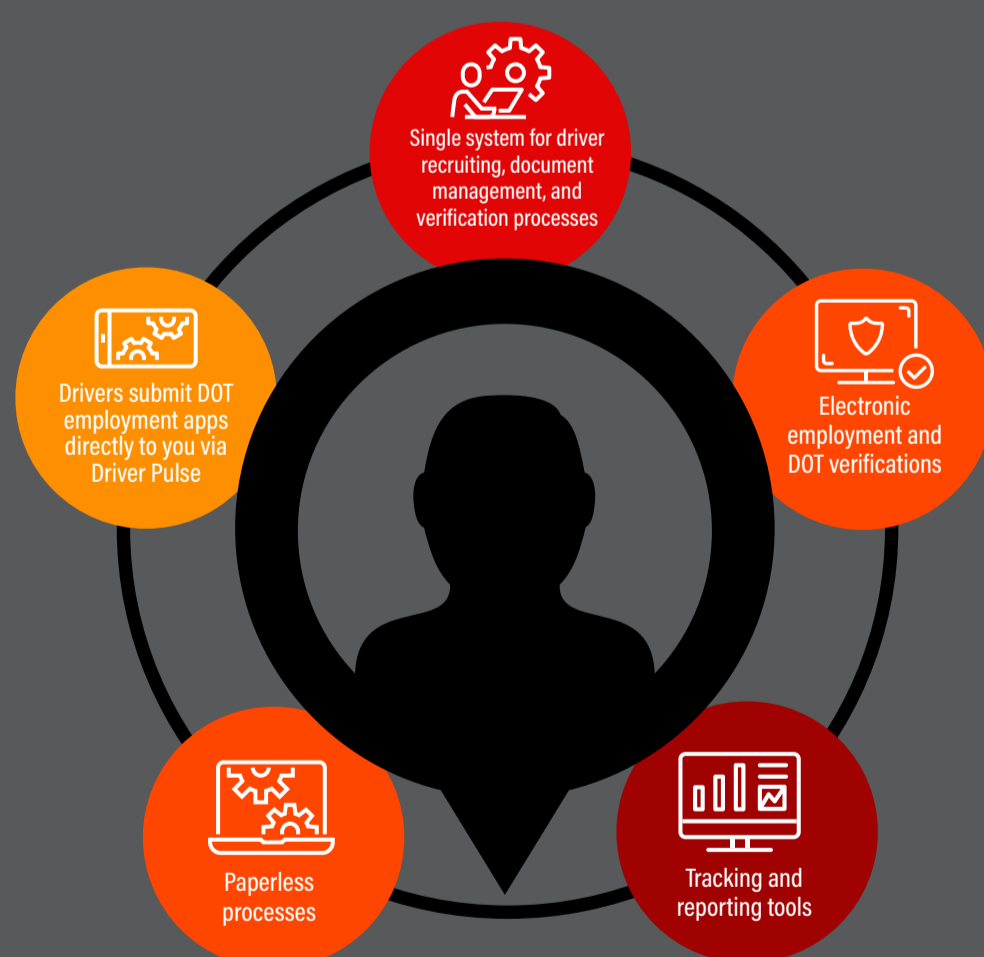 Single system for driver
recruiting, document
management, and
verification processes
Drivers submit DOT
employment apps
directly to you via
Driver Pulse
Electronic
employment and
DOT verifications
Paperless
processes
Tracking and
reporting tools